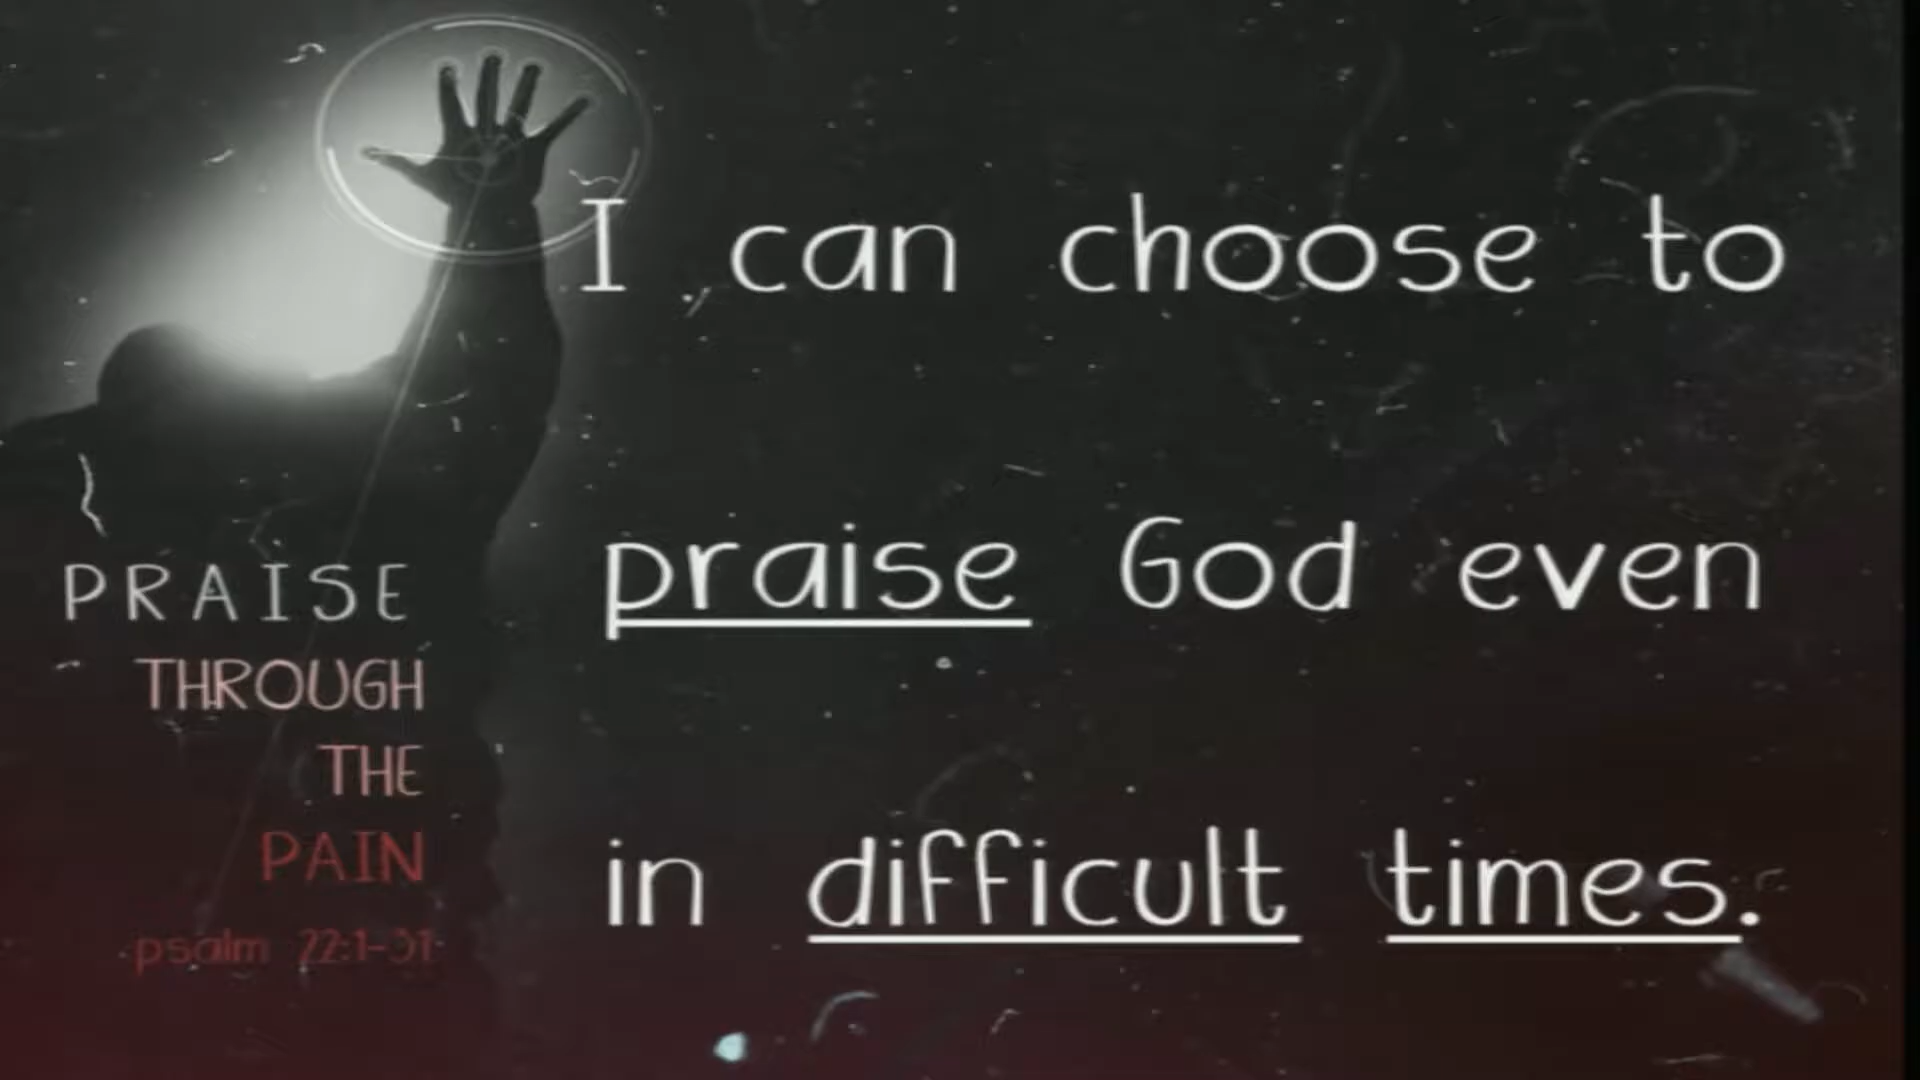 I can choose to
praise God even
in difficult times.
PRAISE
THROUGH
THE
PAIN
psalm 22:1-31